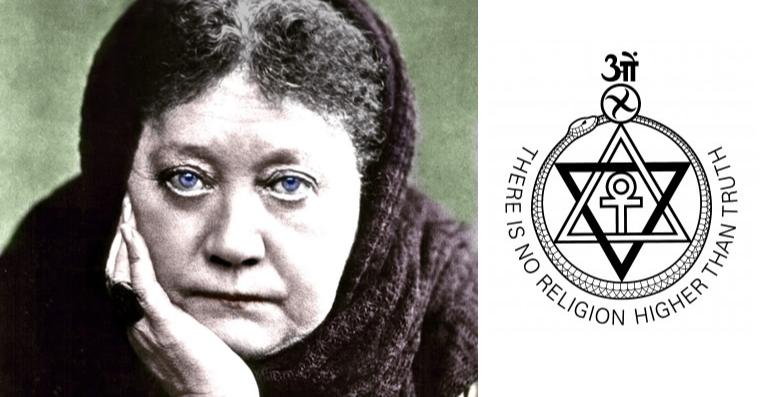 ओं
THERE IS NO RELIGION HIGHER THAN TRUTH